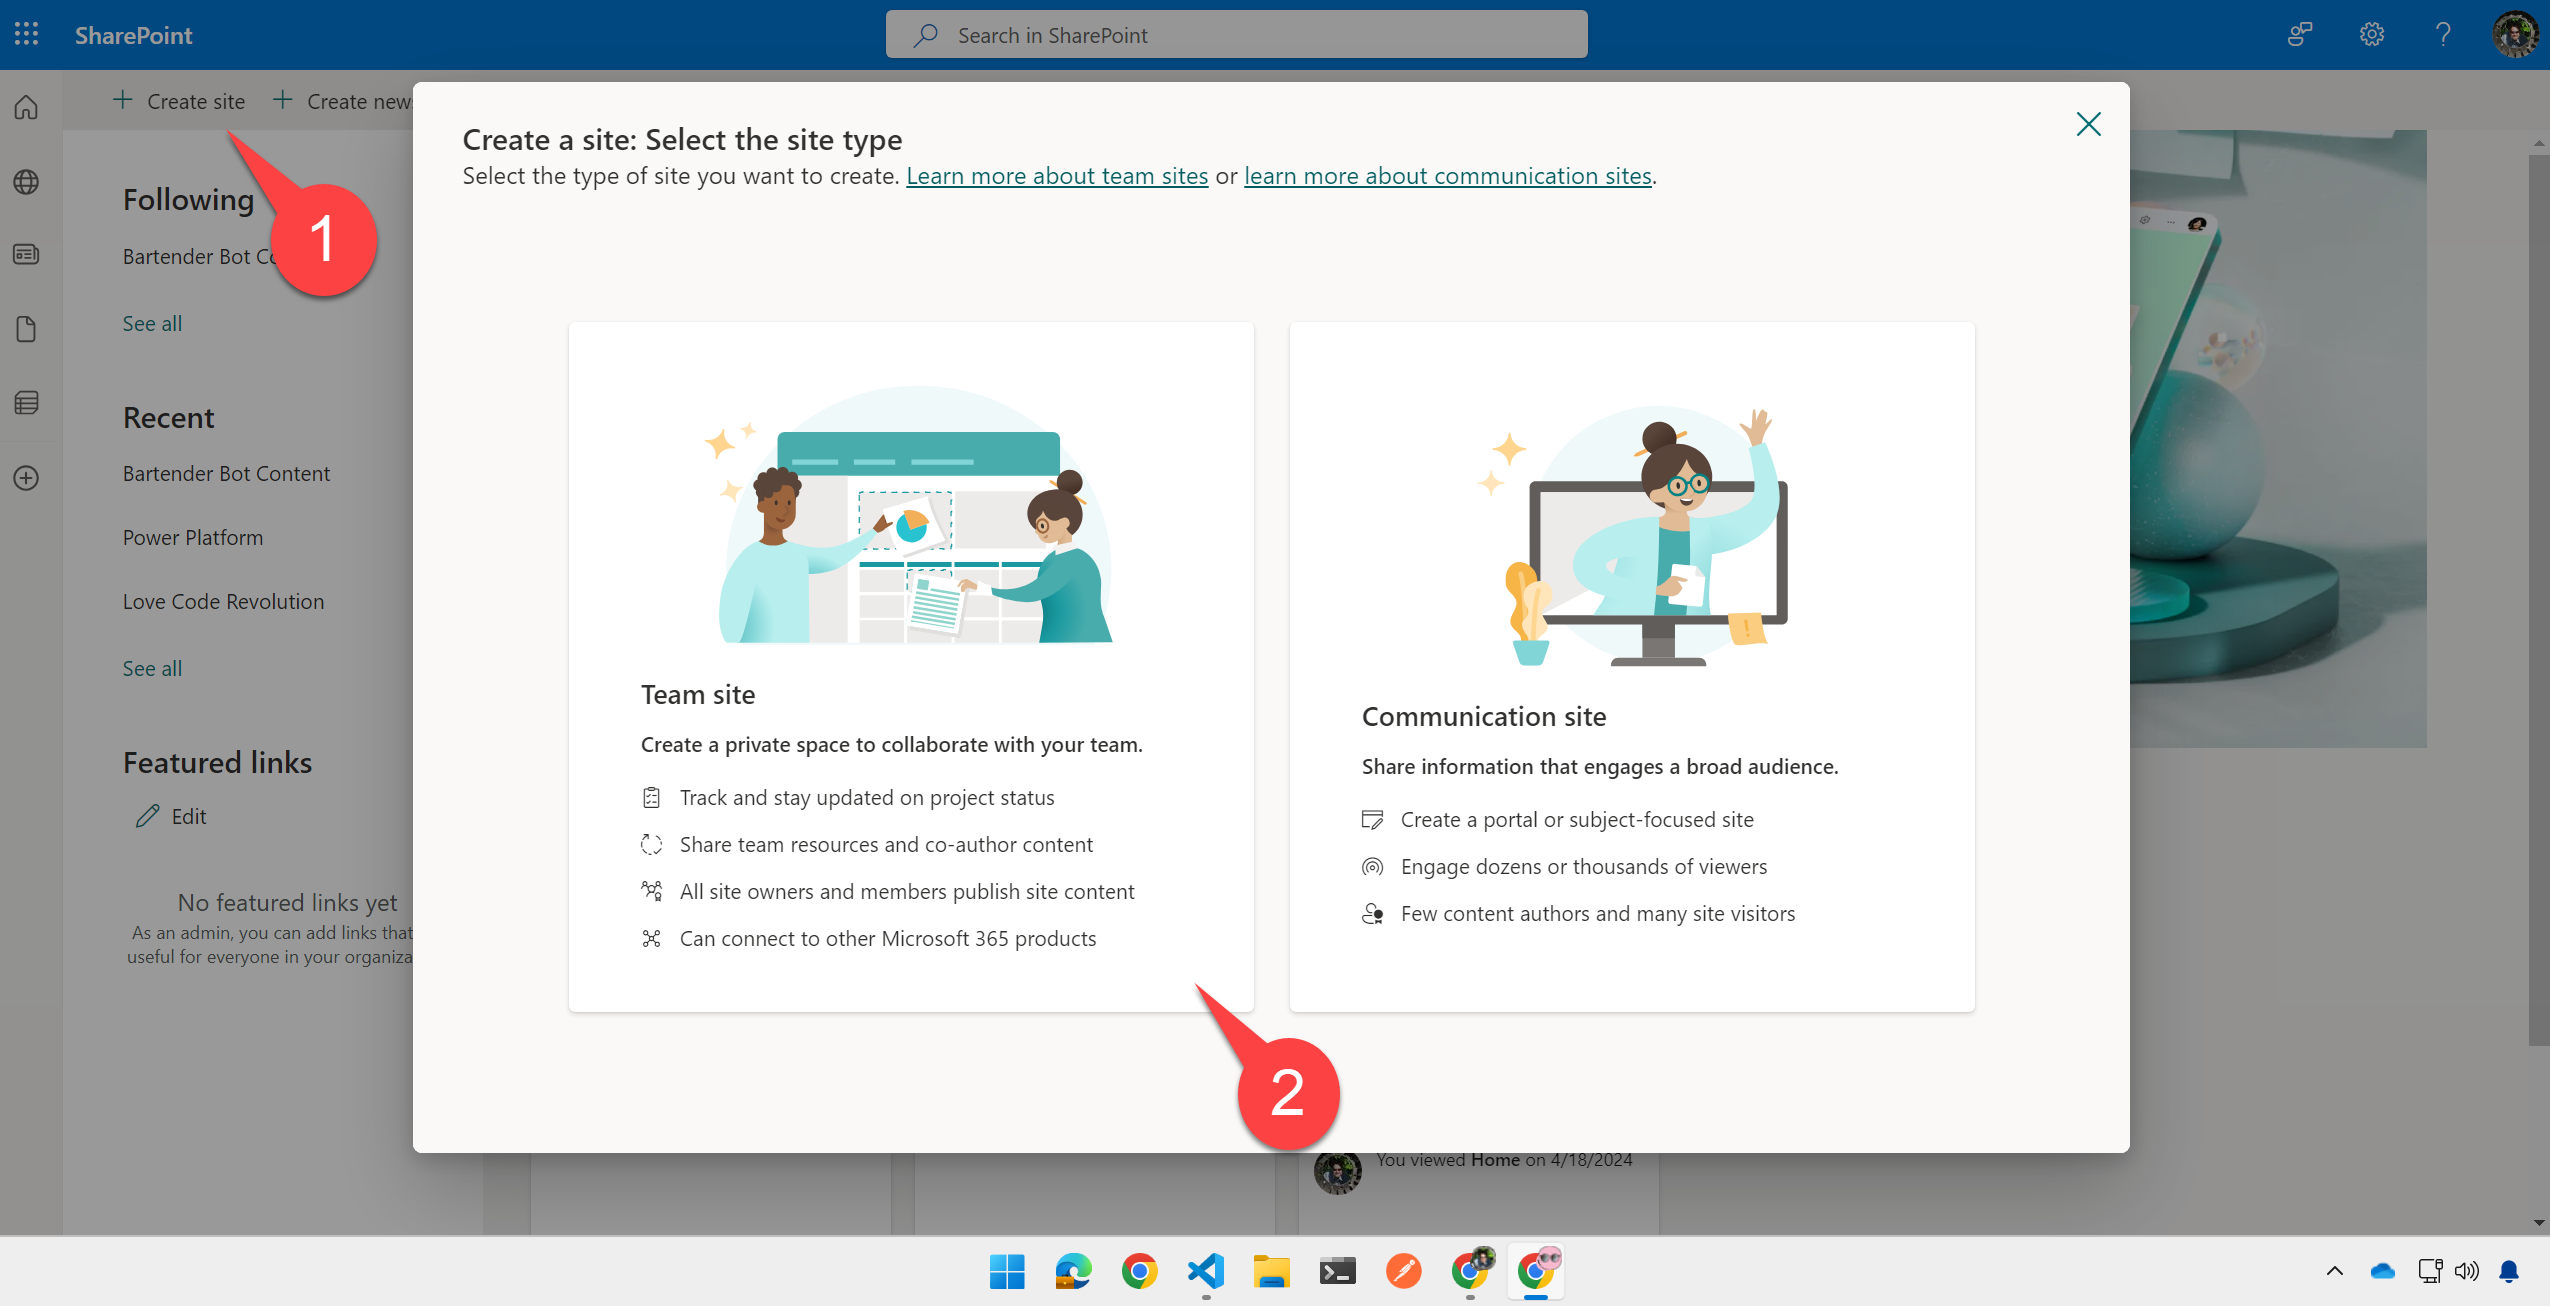 SharePoint
Search in SharePoint
Create site
Create new
Create a site: Select the site type
Select the type of site you want to create. Learn more about team sites or learn more about communication sites.
1
Following
Bartender Bot Co
See all
Recent
Bartender Bot Content
Power Platform
Love Code Revolution
See all
Featured links
Edit
No featured links yet
As an admin, you can add links that
useful for everyone in your organiza
Team site
Create a private space to collaborate with your team.
Track and stay updated on project status
Share team resources and co-author content
All site owners and members publish site content
Can connect to other Microsoft 365 products
Communication site
Share information that engages a broad audience.
Create a portal or subject-focused site
Engage dozens or thousands of viewers
Few content authors and many site visitors
2
You viewed Home on 4/18/2024